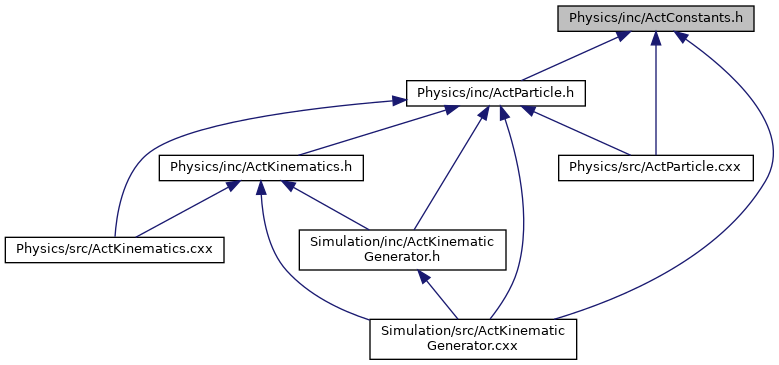 Physics/inc/ActConstants.h
Physics/inc/ActParticle.h
Physics/inc/ActKinematics.h
Physics/src/ActParticle.cxx
Physics/src/ActKinematics.cxx
Simulation/inc/ActKinematic
Generator.h
Simulation/src/ActKinematic
Generator.cxx